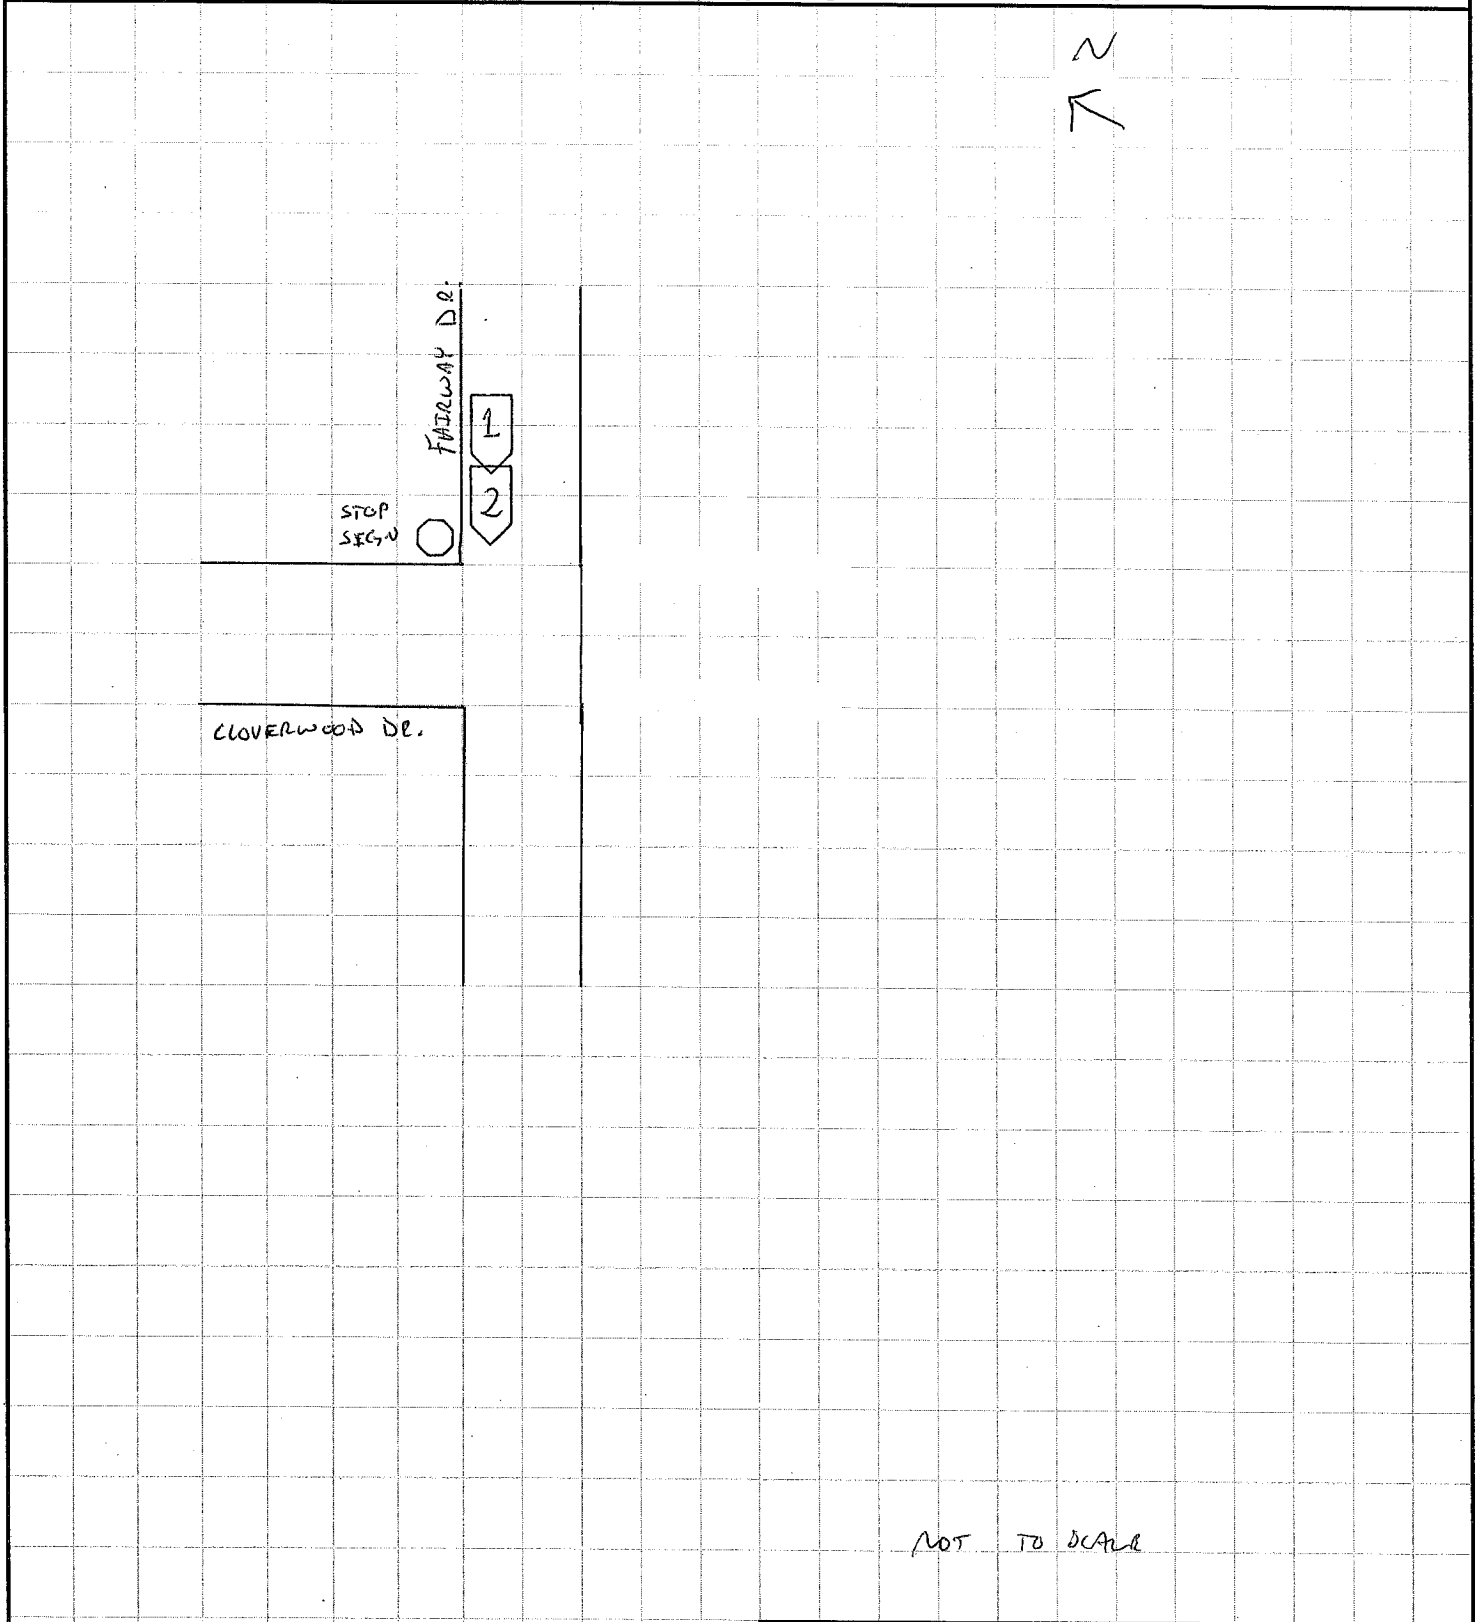 N
FAIRWAY DR.
1
2
STOP
SIGN
CLOVERWOOD DR.
NOT TO SCALE